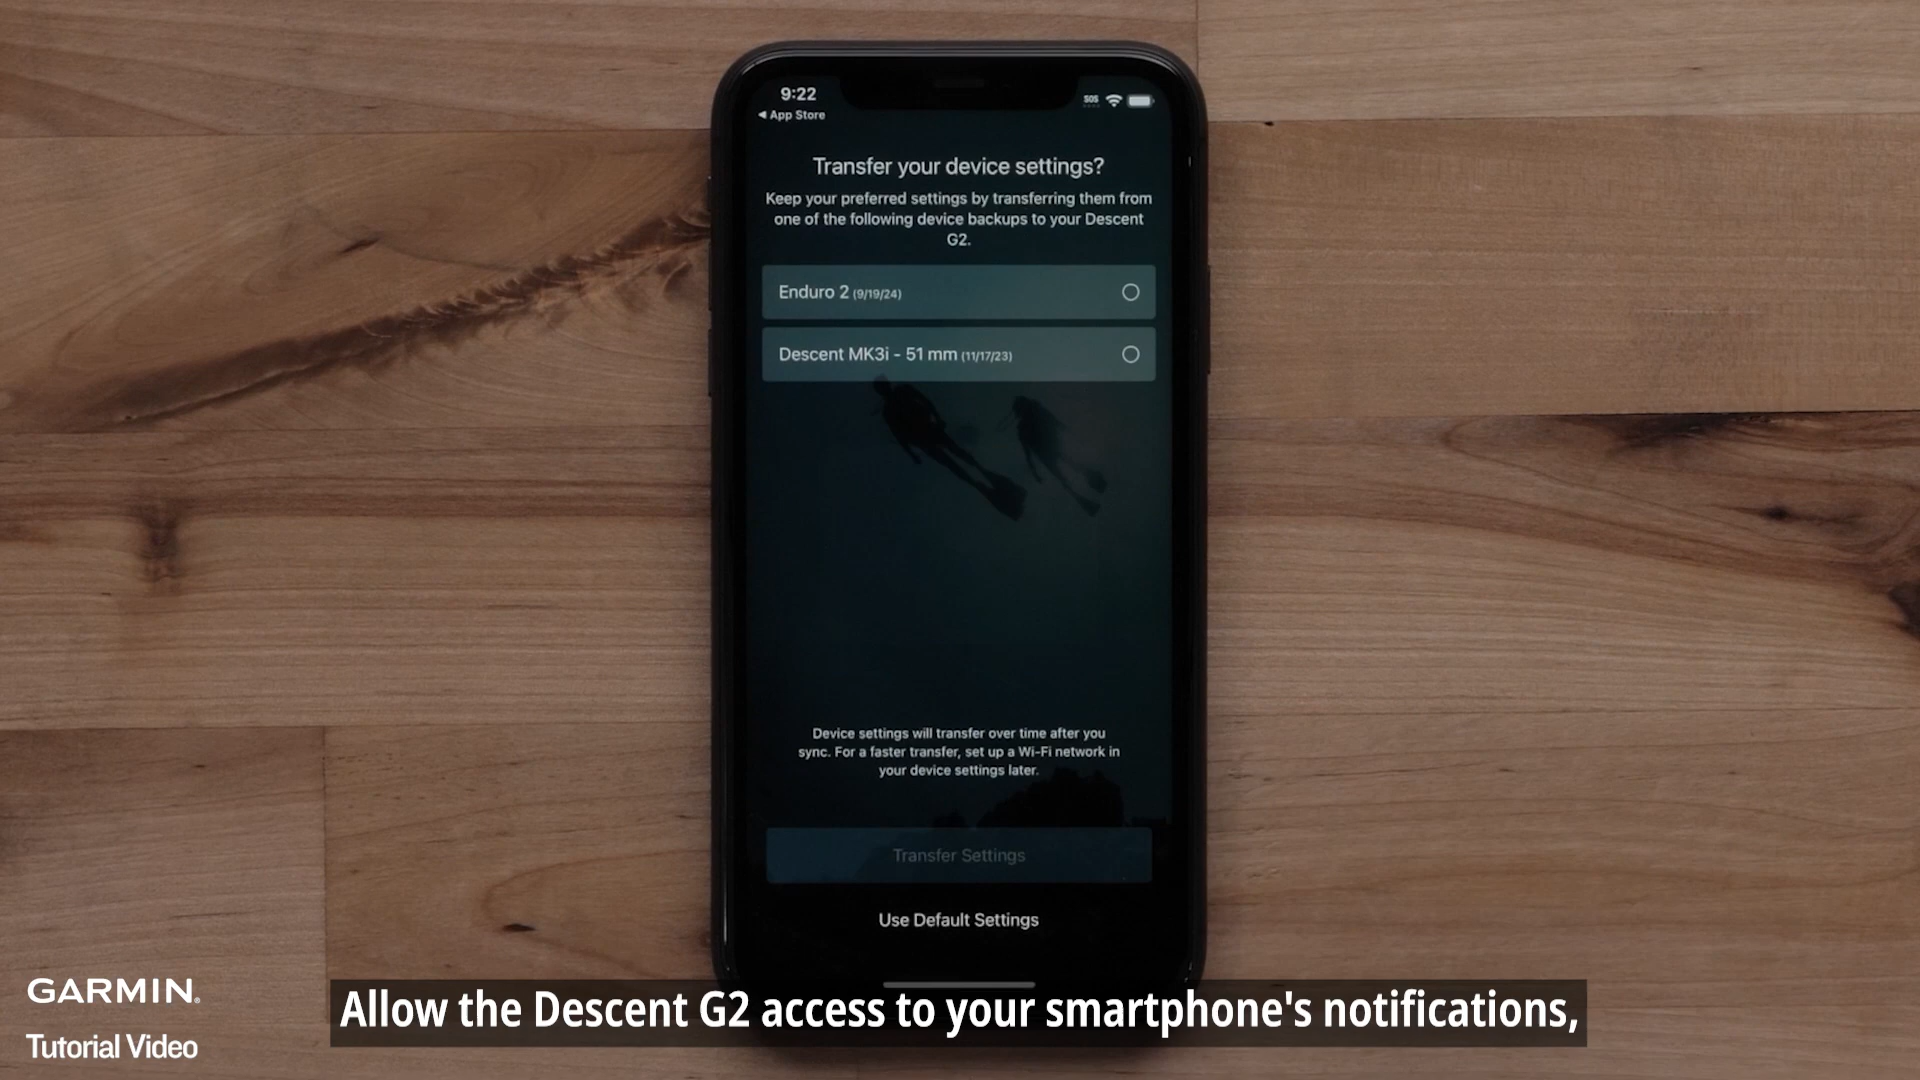 9:22
SOS
◀ App Store
Transfer your device settings?
Keep your preferred settings by transferring them from
one of the following device backups to your Descent
G2.
Enduro 2 (9/19/24)
Descent MK3i - 51 mm (11/17/23)
Device settings will transfer over time after you
sync. For a faster transfer, set up a Wi-Fi network in
your device settings later.
Transfer Settings
Use Default Settings
GARMIN®
Tutorial Video
Allow the Descent G2 access to your smartphone's notifications,